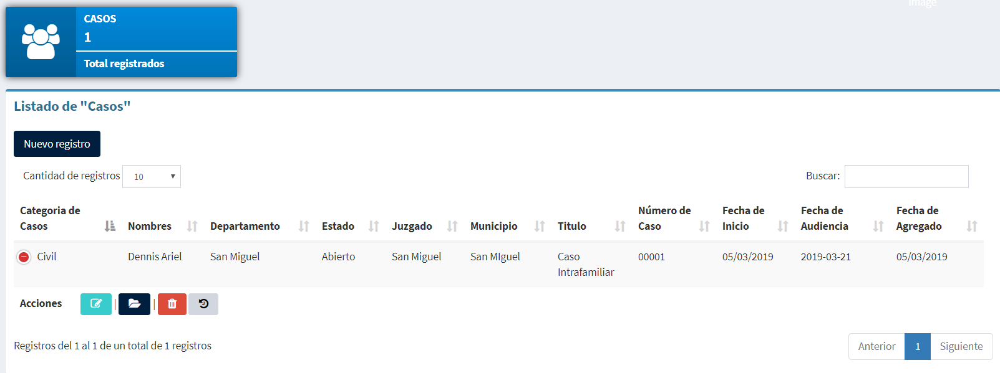 image
CASOS
1
Total registrados
Listado de "Casos"
Nuevo registro
Cantidad de registros 10
Buscar:
Categoria de Casos Nombres Departamento Estado Juzgado Municipio Titulo Número de Caso Fecha de Inicio Fecha de Audiencia Fecha de Agregado
Civil Dennis Ariel San Miguel Abierto San Miguel San MIguel Caso Intrafamiliar 00001 05/03/2019 2019-03-21 05/03/2019
Acciones | |
Registros del 1 al 1 de un total de 1 registros
Anterior 1 Siguiente